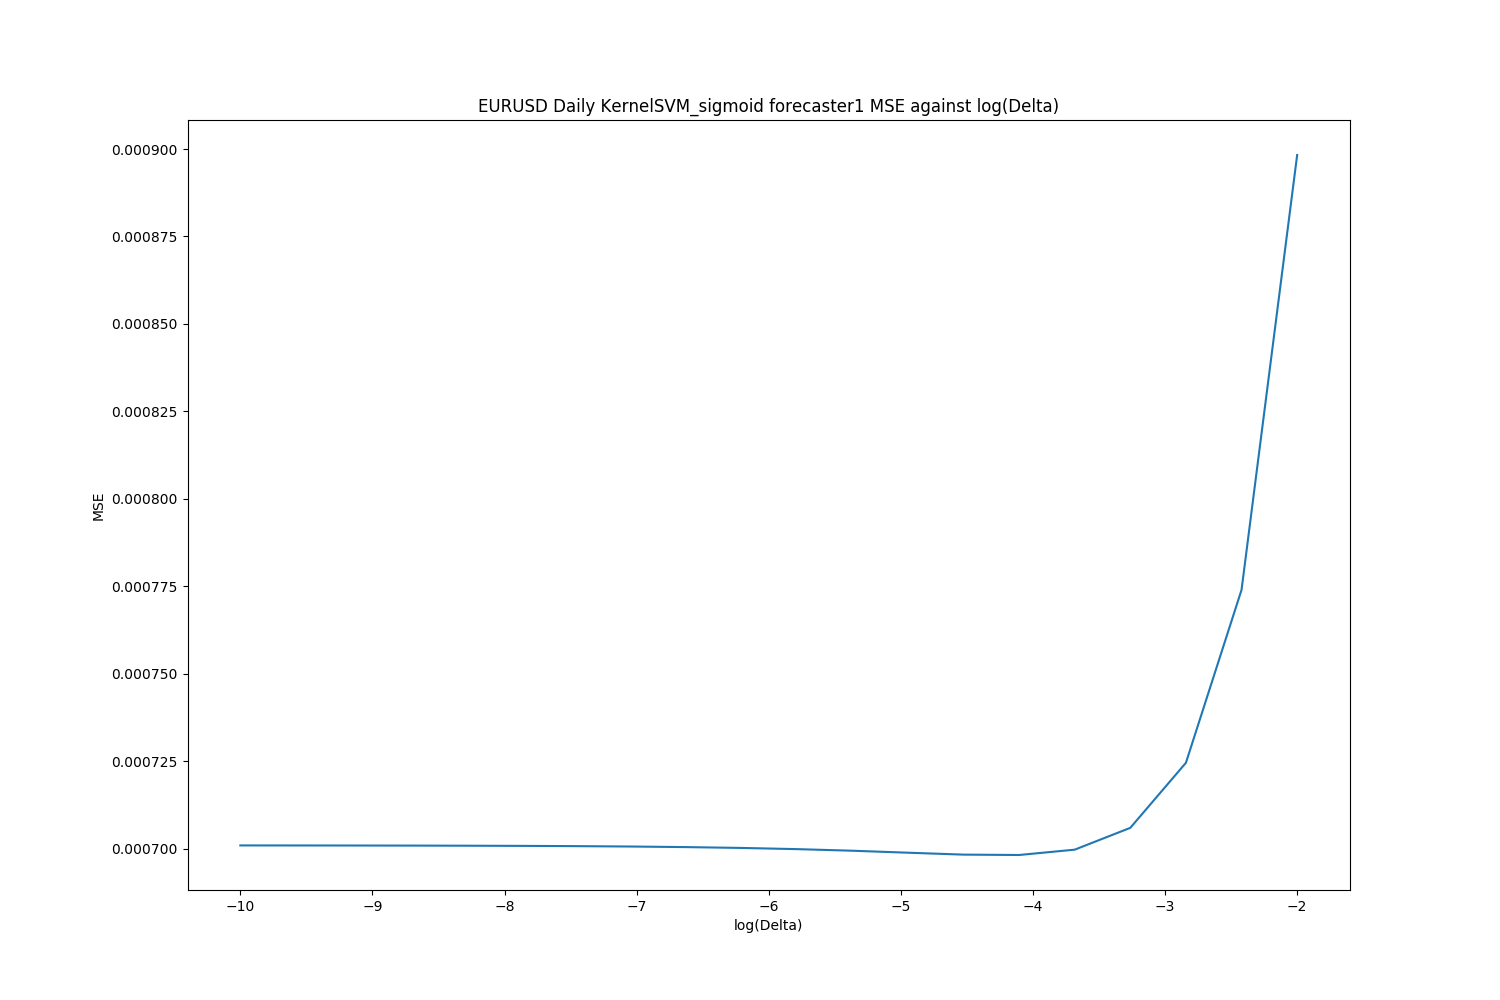 EURUSD Daily KernelSVM_sigmoid forecaster1 MSE against log(Delta)
0.000900
0.000875
0.000850
0.000825
0.000800
0.000775
0.000750
0.000725
0.000700
MSE
−10 −9 −8 −7 −6 −5 −4 −3 −2
log(Delta)